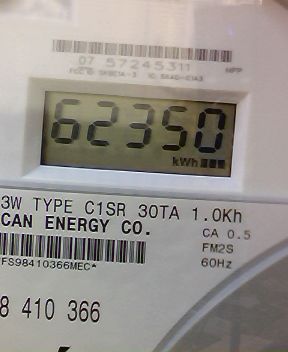 07 57245311
62350
kWh
3W TYPE C1SR 30TA 1.0Kh
CAN ENERGY CO.
CA 0.5
FM2S
60Hz
*FS98410366MEC*
8 410 366